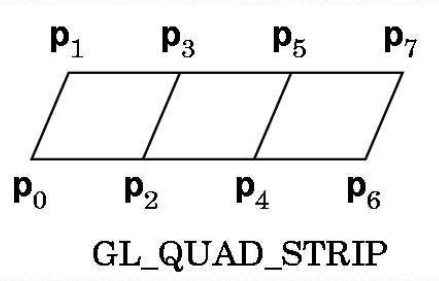 p₁ p₃ p₅ p₇
p₀ p₂ p₄ p₆
GL_QUAD_STRIP